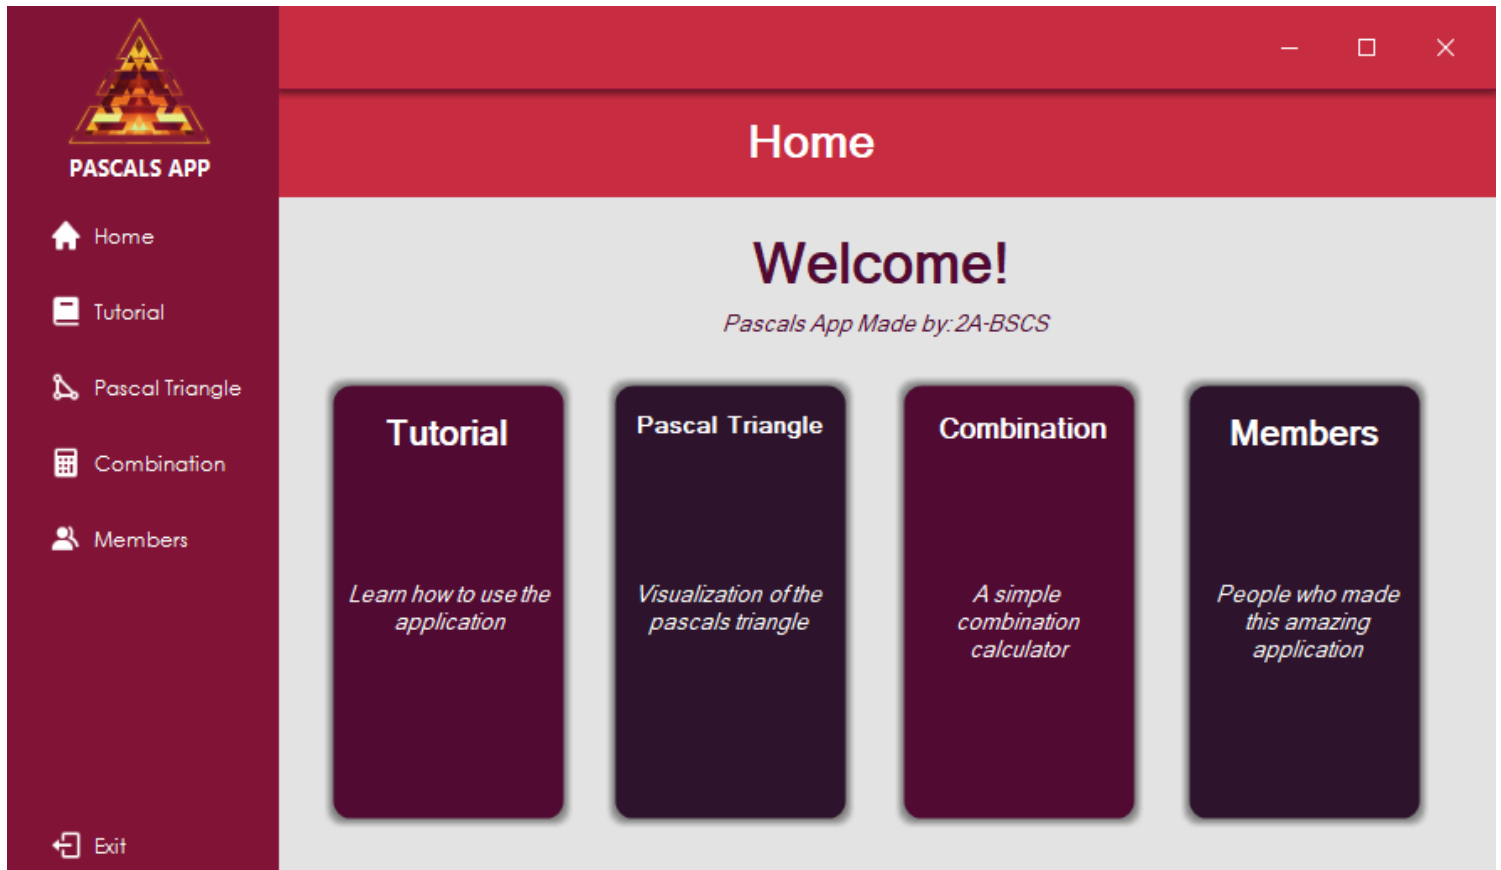 PASCALS APP
Home
Tutorial
Pascal Triangle
Combination
Members
Exit
Home
Welcome!
Pascals App Made by: 2A-BSCS
Tutorial
Learn how to use the
application
Pascal Triangle
Visualization of the
pascals triangle
Combination
A simple
combination
calculator
Members
People who made
this amazing
application